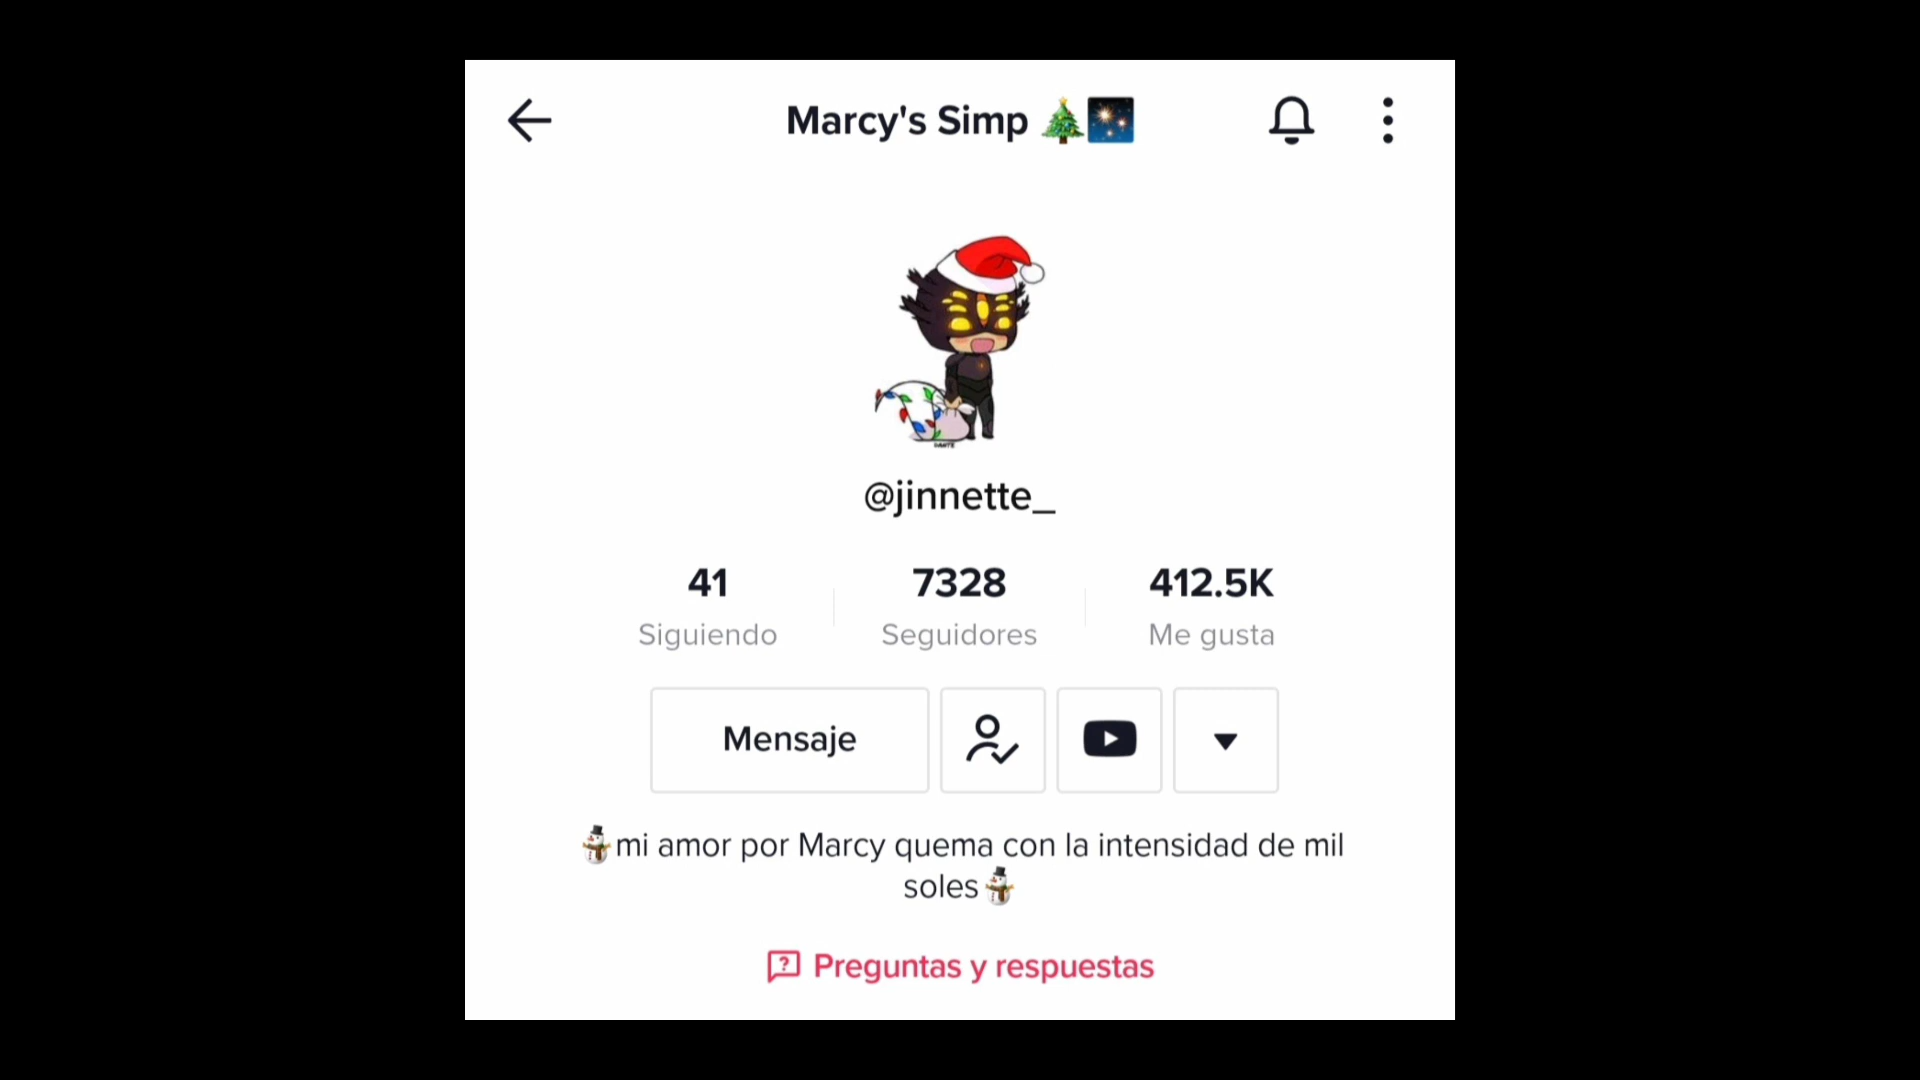 Marcy's Simp 🎄🎇
DANTE
@jinnette_
41 7328 412.5K
Siguiendo Seguidores Me gusta
Mensaje
⛄mi amor por Marcy quema con la intensidad de mil
soles⛄
? Preguntas y respuestas